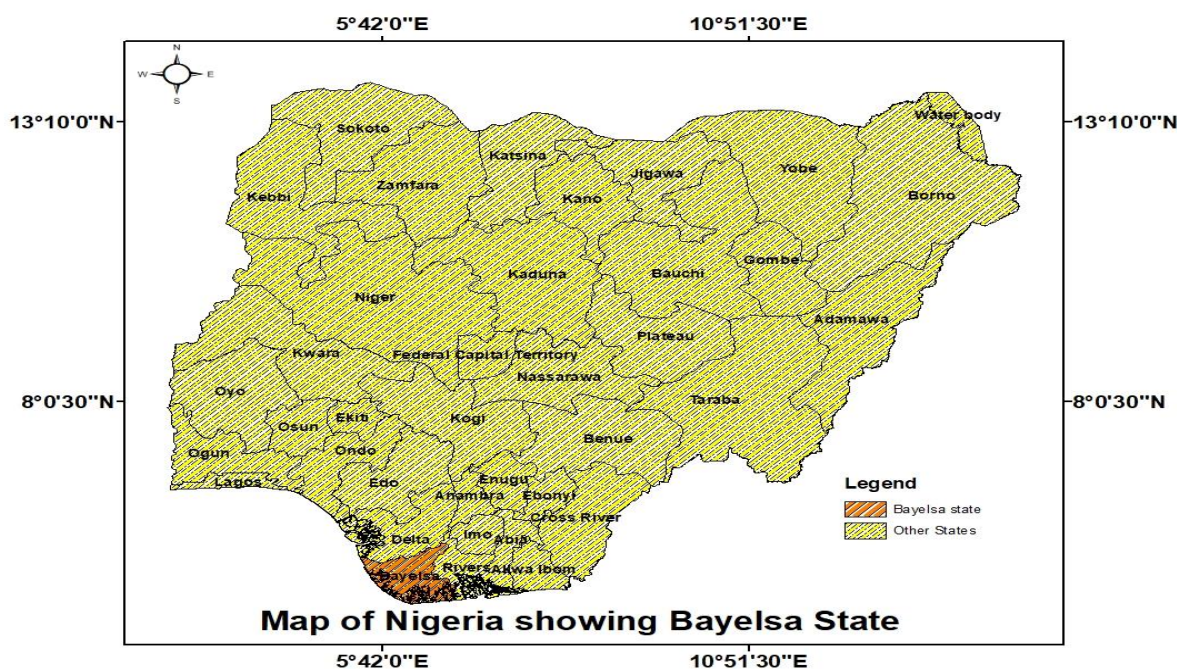 5°42'0"E 10°51'30"E
N
W E
S
13°10'0"N 13°10'0"N
Water body
Sokoto
Katsina
Jigawa
Yobe
Zamfara
Kebbi
Kano
Borno
Gombe
Kaduna
Bauchi
Niger
Adamawa
Plateau
Kwara
Federal Capital Territory
Nassarawa
Oyo
Taraba
8°0'30"N 8°0'30"N
Kogi
Ekiti
Osun
Benue
Ondo
Ogun
Lagos
Edo
Enugu
Anambra
Ebonyi
Cross River
Delta
Imo
Abia
Rivers
Akwa Ibom
Bayelsa
Legend
Bayelsa state
Other States
Map of Nigeria showing Bayelsa State
5°42'0"E 10°51'30"E